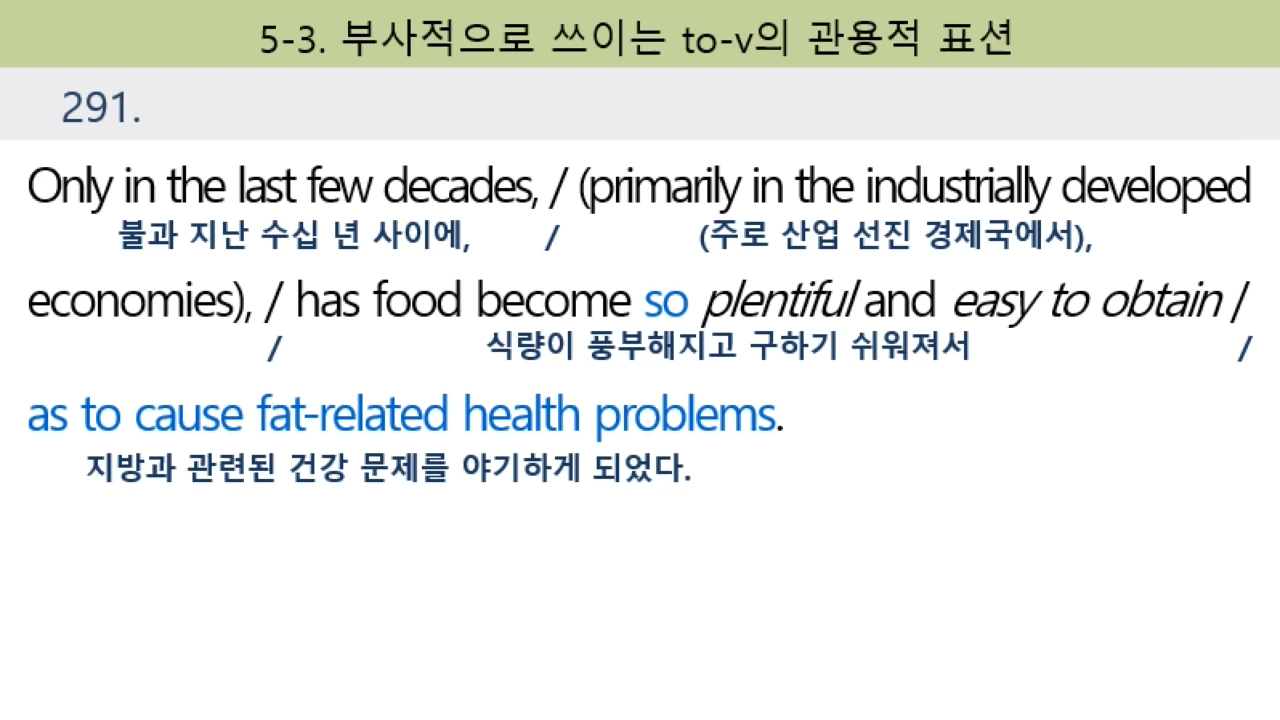 5-3. 부사적으로 쓰이는 to-v의 관용적 표션
291.
Only in the last few decades, / (primarily in the industrially developed
불과 지난 수십 년 사이에, / (주로 산업 선진 경제국에서),
economies), / has food become so plentiful and easy to obtain /
/ 식량이 풍부해지고 구하기 쉬워져서 /
as to cause fat-related health problems.
지방과 관련된 건강 문제를 야기하게 되었다.